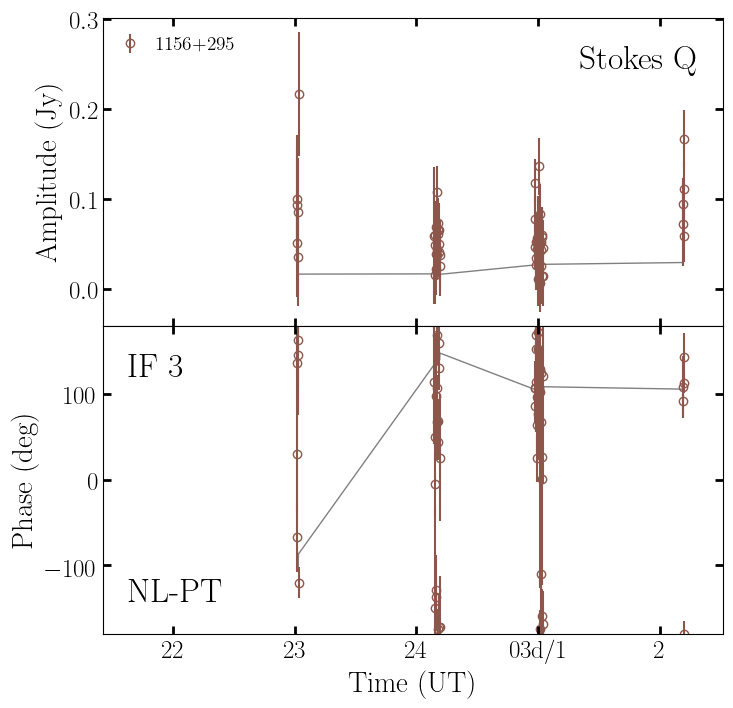 0.3
1156+295
Stokes Q
0.2
0.1
0.0
Amplitude (Jy)
IF 3
100
0
−100
Phase (deg)
NL-PT
22
23
24
03d/1
2
Time (UT)